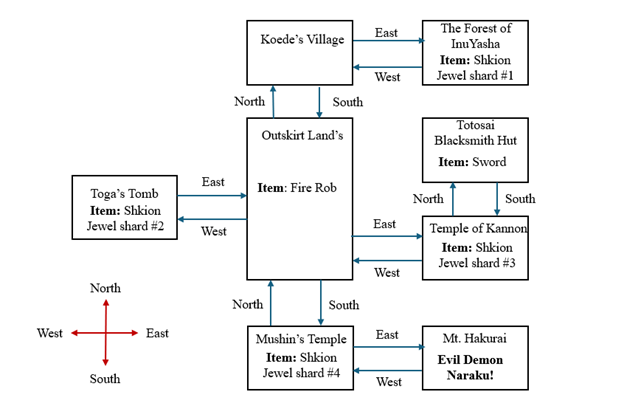 Koede's Village
East
West
The Forest of
InuYasha
Item: Shkion
Jewel shard #1
North
South
Outskirt Land's
Item: Fire Rob
Totosai
Blacksmith Hut
Item: Sword
Toga's Tomb
Item: Shkion
Jewel shard #2
East
West
North
South
East
West
Temple of Kannon
Item: Shkion
Jewel shard #3
North
South
Mushin's Temple
Item: Shkion
Jewel shard #4
East
West
Mt. Hakurai
Evil Demon
Naraku!
North
West
East
South